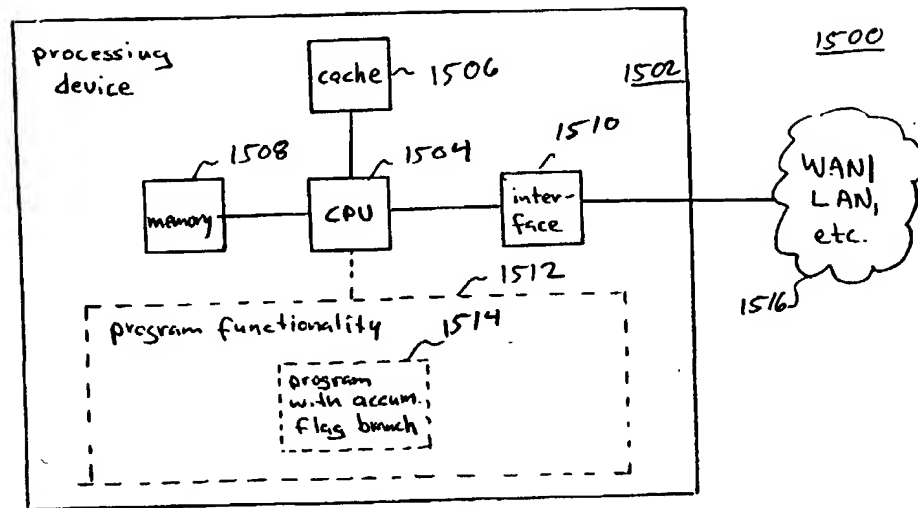 processing
device
cache
1506
1502
1500
1508
1504
1510
memory
CPU
inter-
face
WAN/
LAN,
etc.
1516
1512
program functionality
1514
program
with accum.
flag branch